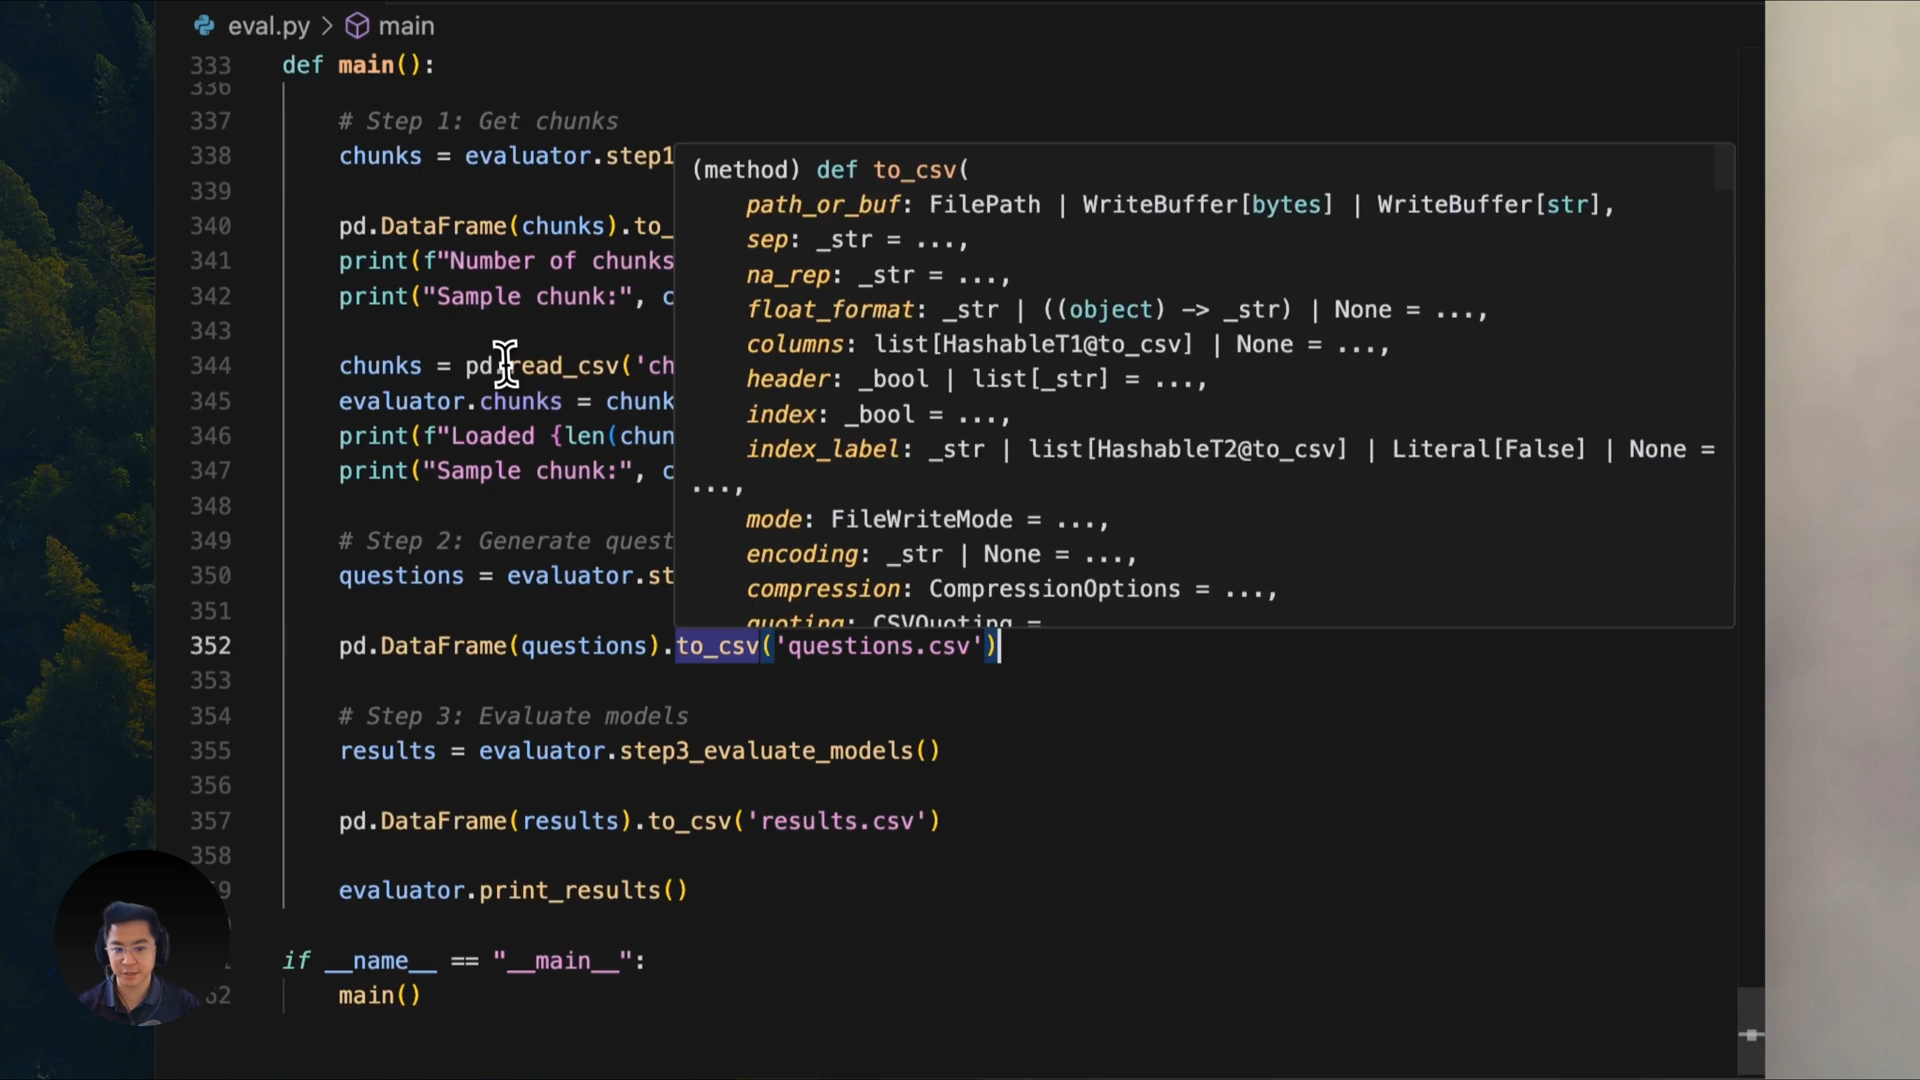 eval.py > main
333 def main():
336
337 # Step 1: Get chunks
338 chunks = evaluator.step1
339
340 pd.DataFrame(chunks).to_
341 print(f"Number of chunks
342 print("Sample chunk:", c
343
344 chunks = pd.read_csv('ch
345 evaluator.chunks = chunk
346 print(f"Loaded {len(chun
347 print("Sample chunk:", c
348
349 # Step 2: Generate quest
350 questions = evaluator.st
351
352 pd.DataFrame(questions).to_csv('questions.csv')
353
354 # Step 3: Evaluate models
355 results = evaluator.step3_evaluate_models()
356
357 pd.DataFrame(results).to_csv('results.csv')
358
9 evaluator.print_results()
if __name__ == "__main__":
62 main()
(method) def to_csv(
path_or_buf: FilePath | WriteBuffer[bytes] | WriteBuffer[str],
sep: _str = ...,
na_rep: _str = ...,
float_format: _str | ((object) -> _str) | None = ...,
columns: list[HashableT1@to_csv] | None = ...,
header: _bool | list[_str] = ...,
index: _bool = ...,
index_label: _str | list[HashableT2@to_csv] | Literal[False] | None =
...,
mode: FileWriteMode = ...,
encoding: _str | None = ...,
compression: CompressionOptions = ...,
quoting: CSVQuoting =